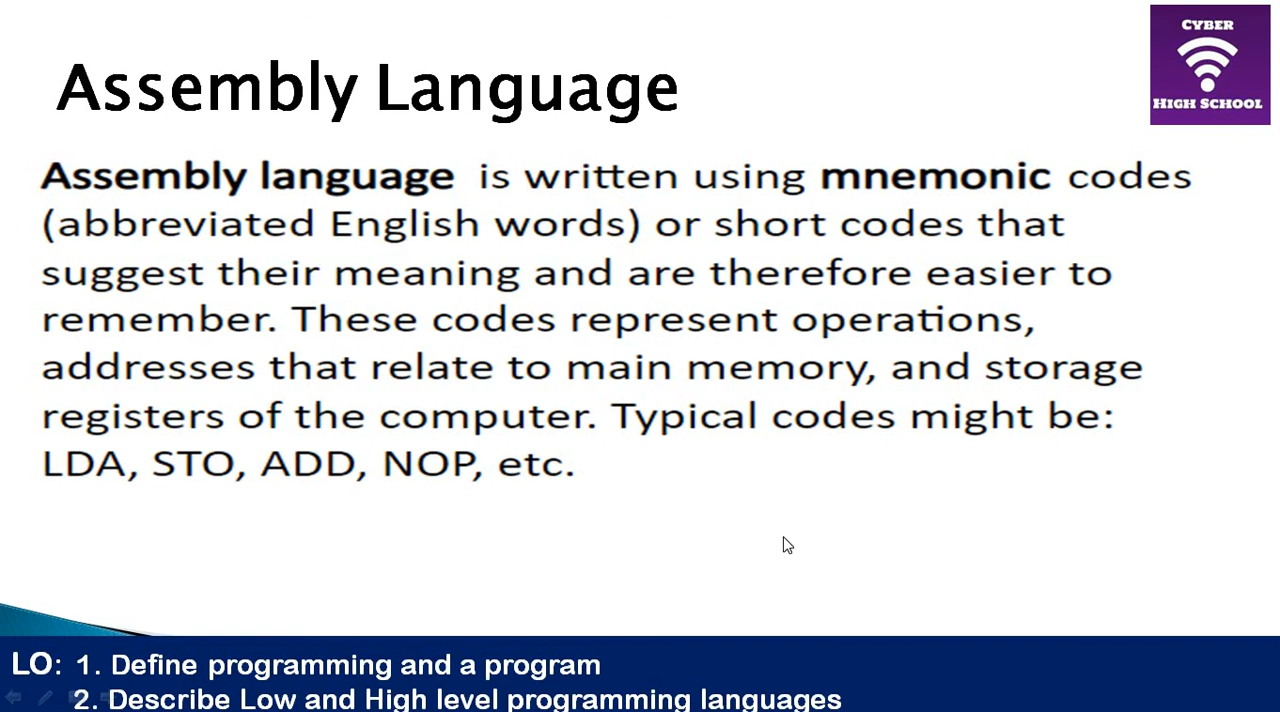 CYBER
HIGH SCHOOL
Assembly Language
Assembly language is written using mnemonic codes
(abbreviated English words) or short codes that
suggest their meaning and are therefore easier to
remember. These codes represent operations,
addresses that relate to main memory, and storage
registers of the computer. Typical codes might be:
LDA, STO, ADD, NOP, etc.
LO: 1. Define programming and a program
2. Describe Low and High level programming languages